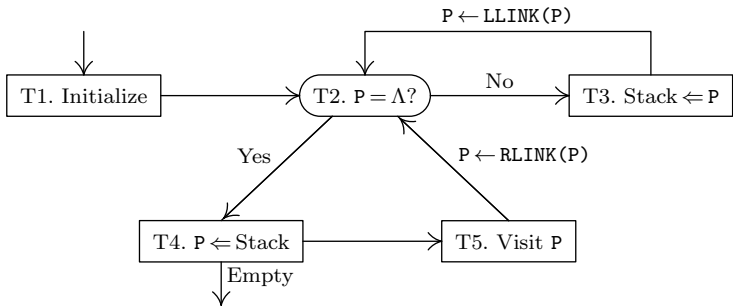 P ← LLINK(P)
T1. Initialize
T2. P = Λ?
No
T3. Stack ⇐ P
Yes
P ← RLINK(P)
T4. P ⇐ Stack
T5. Visit P
Empty